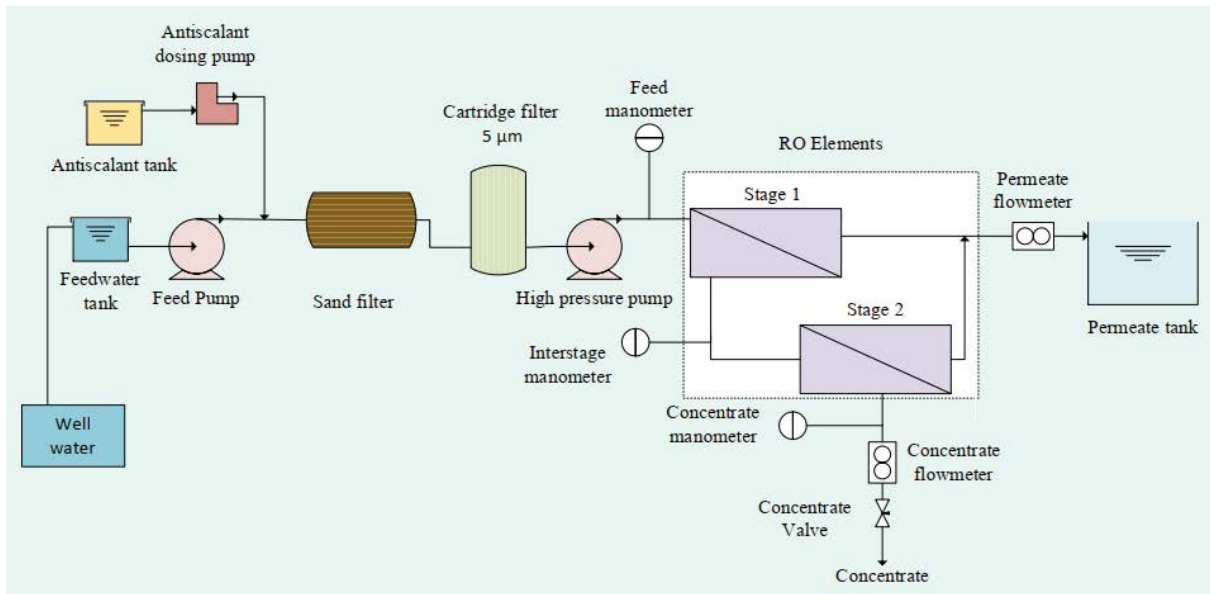 Antiscalant
dosing pump
Antiscalant tank
Feedwater
tank
Feed Pump
Well
water
Sand filter
Cartridge filter
5 µm
High pressure pump
Feed
manometer
RO Elements
Stage 1
Stage 2
Interstage
manometer
Concentrate
manometer
Concentrate
flowmeter
Concentrate
Valve
Concentrate
Permeate
flowmeter
Permeate tank